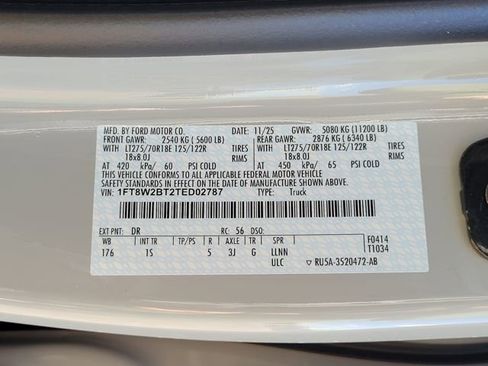 MFD. BY FORD MOTOR CO. 11/25 GVWR: 5080 KG (11200 LB)
FRONT GAWR: 2540 KG (5600 LB) REAR GAWR: 2876 KG (6340 LB)
WITH LT275/70R18E 125/122R TIRES WITH LT275/70R18E 125/122R TIRES
18x8.0J RIMS 18x8.0J RIMS
AT 420 kPa/ 60 PSI COLD AT 450 kPa/ 65 PSI COLD
THIS VEHICLE CONFORMS TO ALL APPLICABLE FEDERAL MOTOR VEHICLE
SAFETY STANDARDS IN EFFECT ON THE DATE OF MANUFACTURE SHOWN ABOVE.
VIN: 1FT8W2BT2TED02787 TYPE: Truck
EXT PNT: DR RC: 56 DSO:
WB INT TR TP/PS R AXLE TR SPR F0414
176 1S 5 3J G LLNN T1034
ULC RU5A-3520472-AB